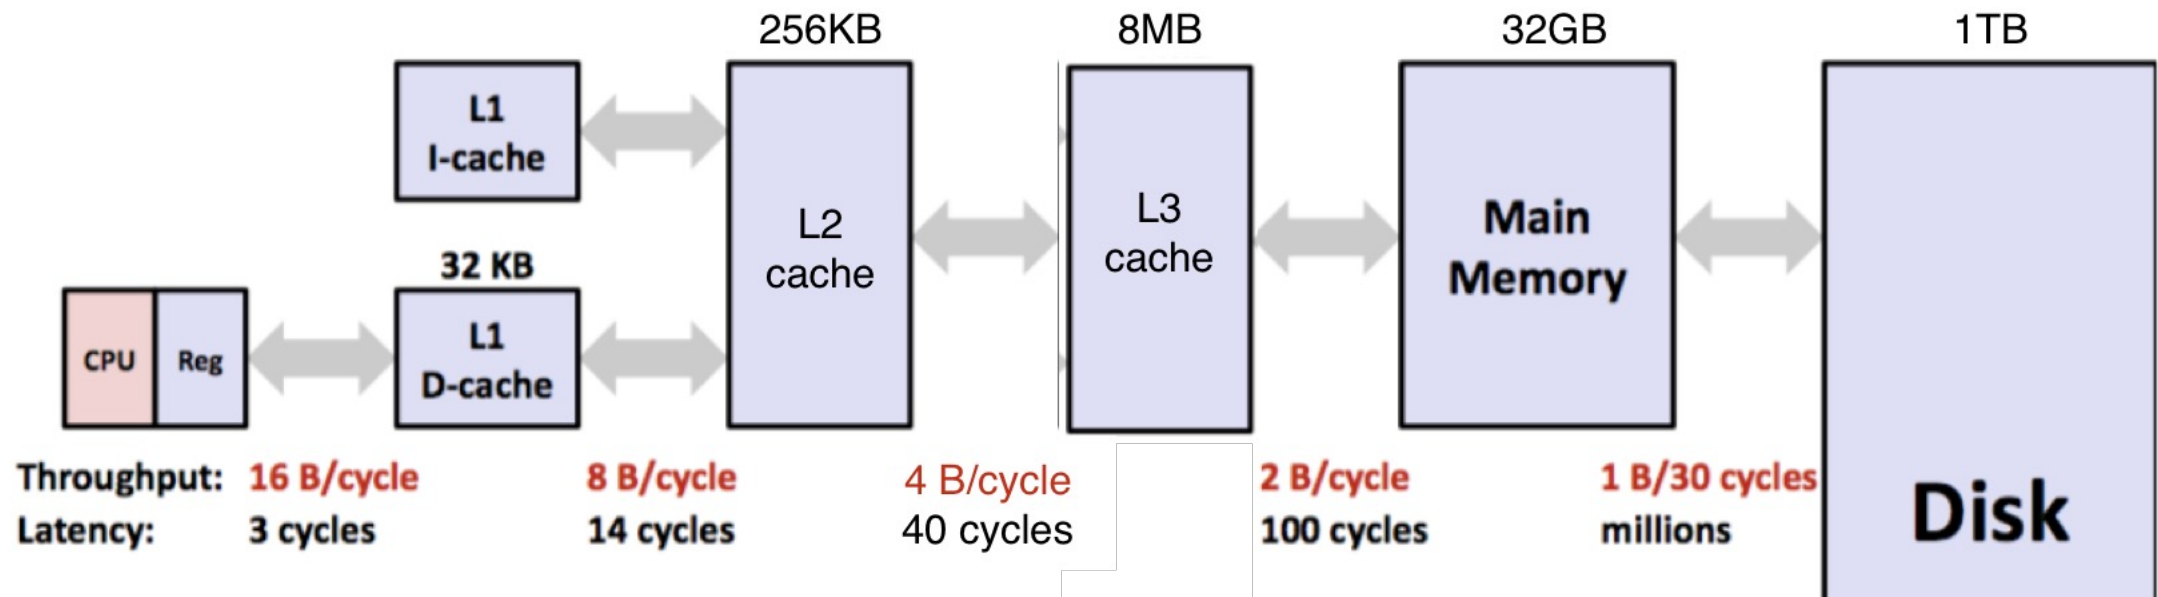 256KB
8MB
32GB
1TB
L1
I-cache
L2
cache
L3
cache
Main
Memory
32 KB
CPU
Reg
L1
D-cache
Disk
Throughput: 16 B/cycle 8 B/cycle 4 B/cycle 2 B/cycle 1 B/30 cycles
Latency: 3 cycles 14 cycles 40 cycles 100 cycles millions